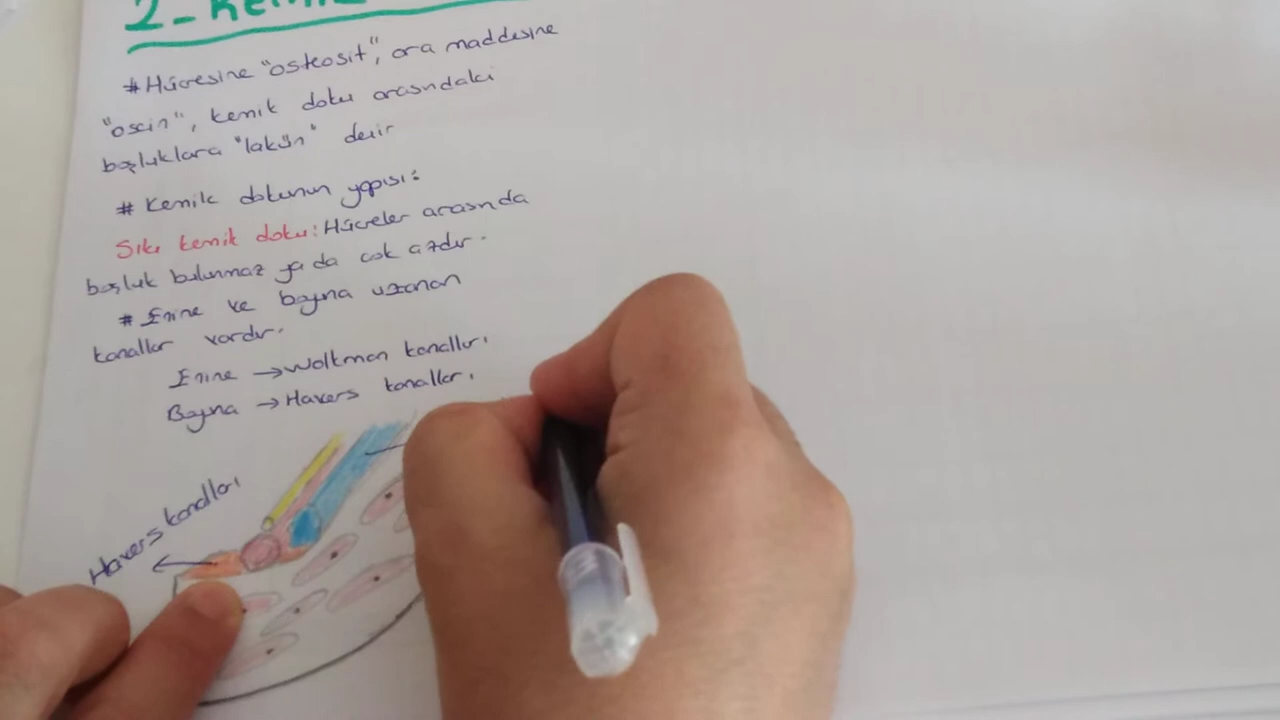 2-Kemik
#Hücresine "osteosit", ara maddesine
"osein", kemik doku arasındaki
boşluklara "lakün" denir
# Kemik dokunun yapısı:
Sıkı kemik doku: Hücreler arasında
boşluk bulunmaz ya da çok azdır.
# Enine ve boyuna uzanan
kanallar vardır.
Enine → Wolkman kanalları
Boyuna → Havers kanalları
Havers kanalları